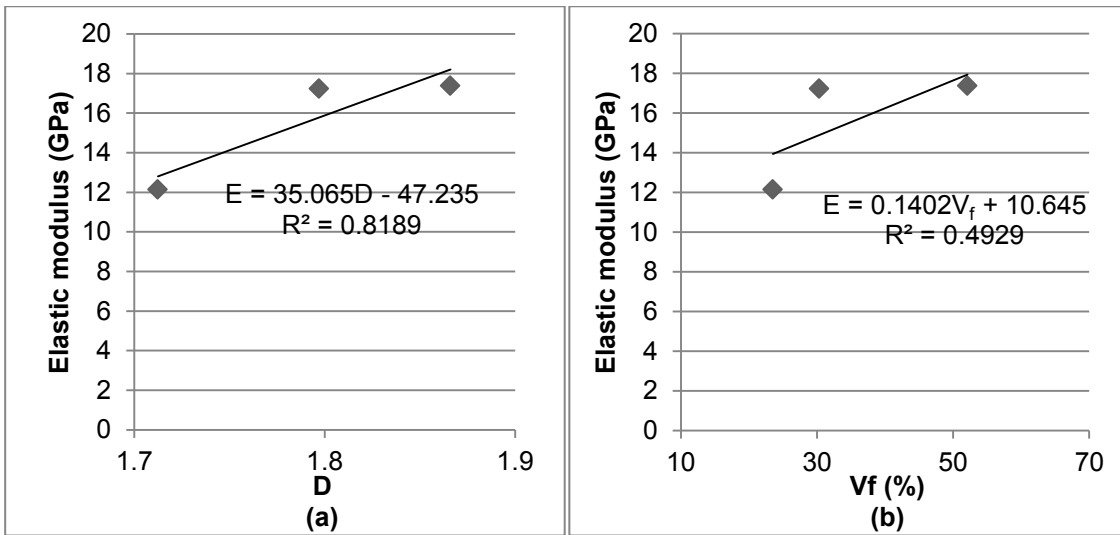 Elastic modulus (GPa)
20
18
16
14
12
10
8
6
4
2
0
E = 35.065D - 47.235
R² = 0.8189
1.7
1.8
1.9
D
(a)
Elastic modulus (GPa)
20
18
16
14
12
10
8
6
4
2
0
E = 0.1402Vf + 10.645
R² = 0.4929
10
30
50
70
Vf (%)
(b)